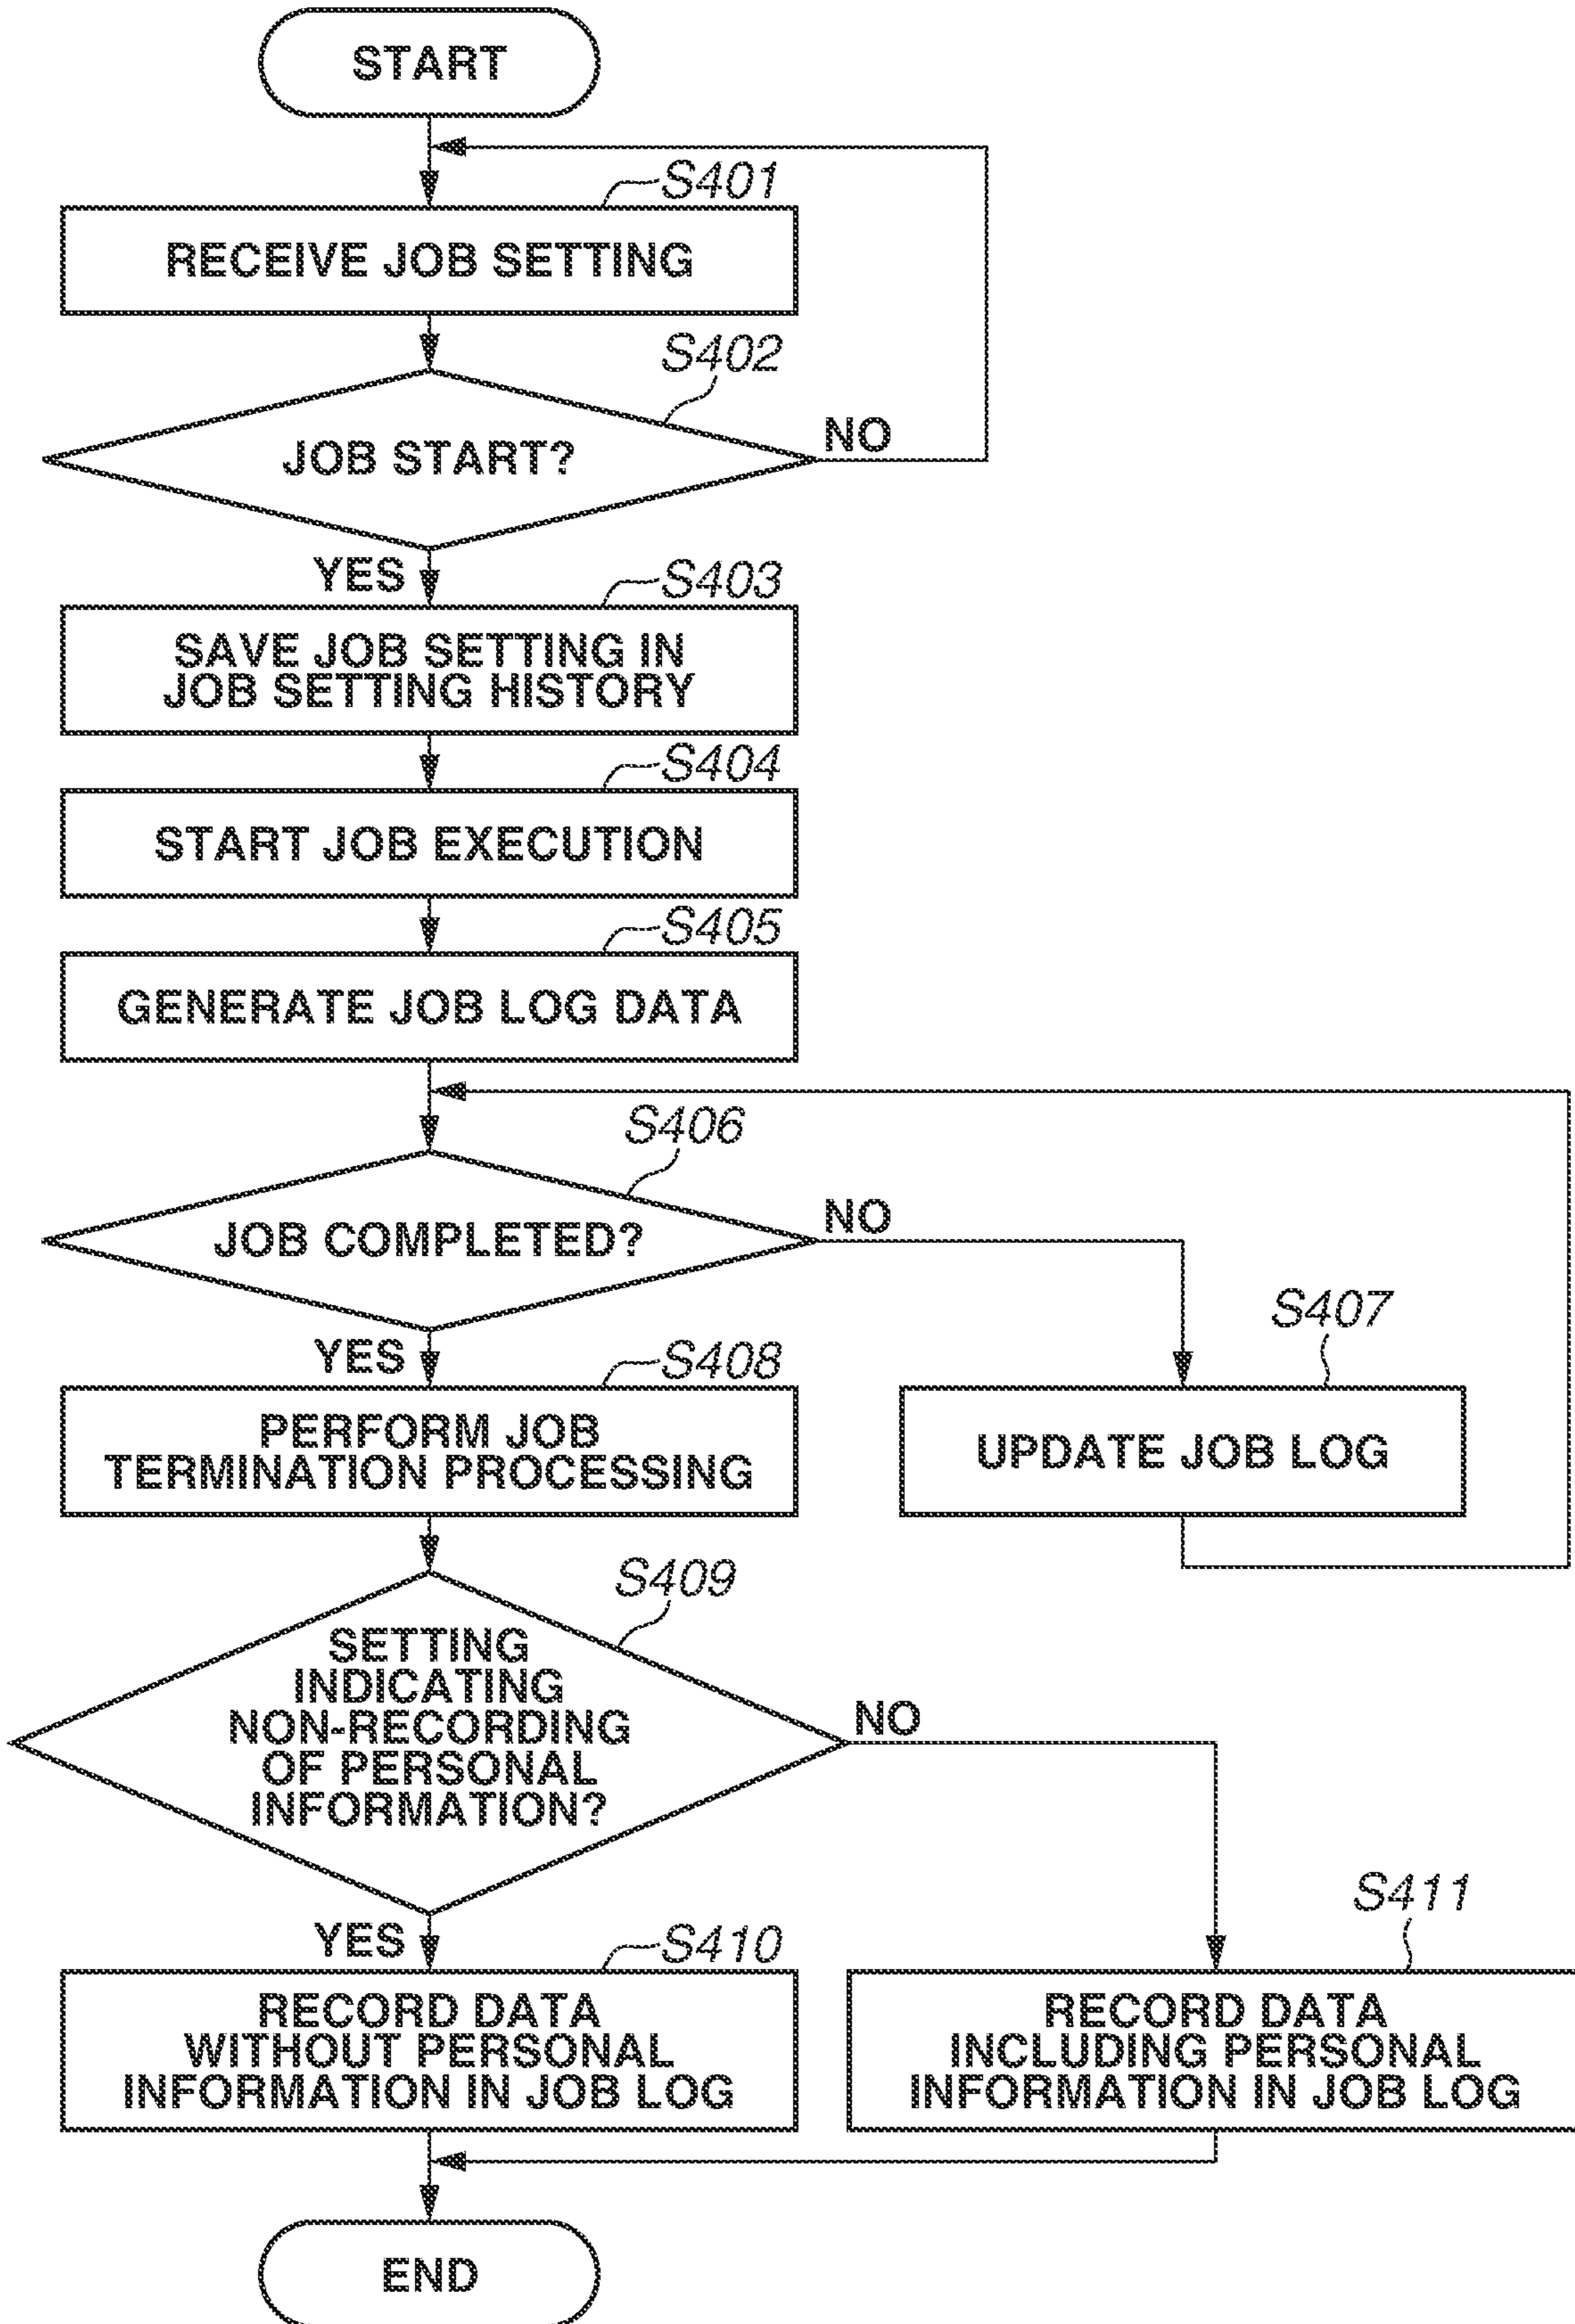 START
S401
RECEIVE JOB SETTING
S402
JOB START?
NO
YES
S403
SAVE JOB SETTING IN
JOB SETTING HISTORY
S404
START JOB EXECUTION
S405
GENERATE JOB LOG DATA
S406
JOB COMPLETED?
NO
YES
S408
PERFORM JOB
TERMINATION PROCESSING
S407
UPDATE JOB LOG
S409
SETTING
INDICATING
NON-RECORDING
OF PERSONAL
INFORMATION?
NO
YES
S410
RECORD DATA
WITHOUT PERSONAL
INFORMATION IN JOB LOG
S411
RECORD DATA
INCLUDING PERSONAL
INFORMATION IN JOB LOG
END